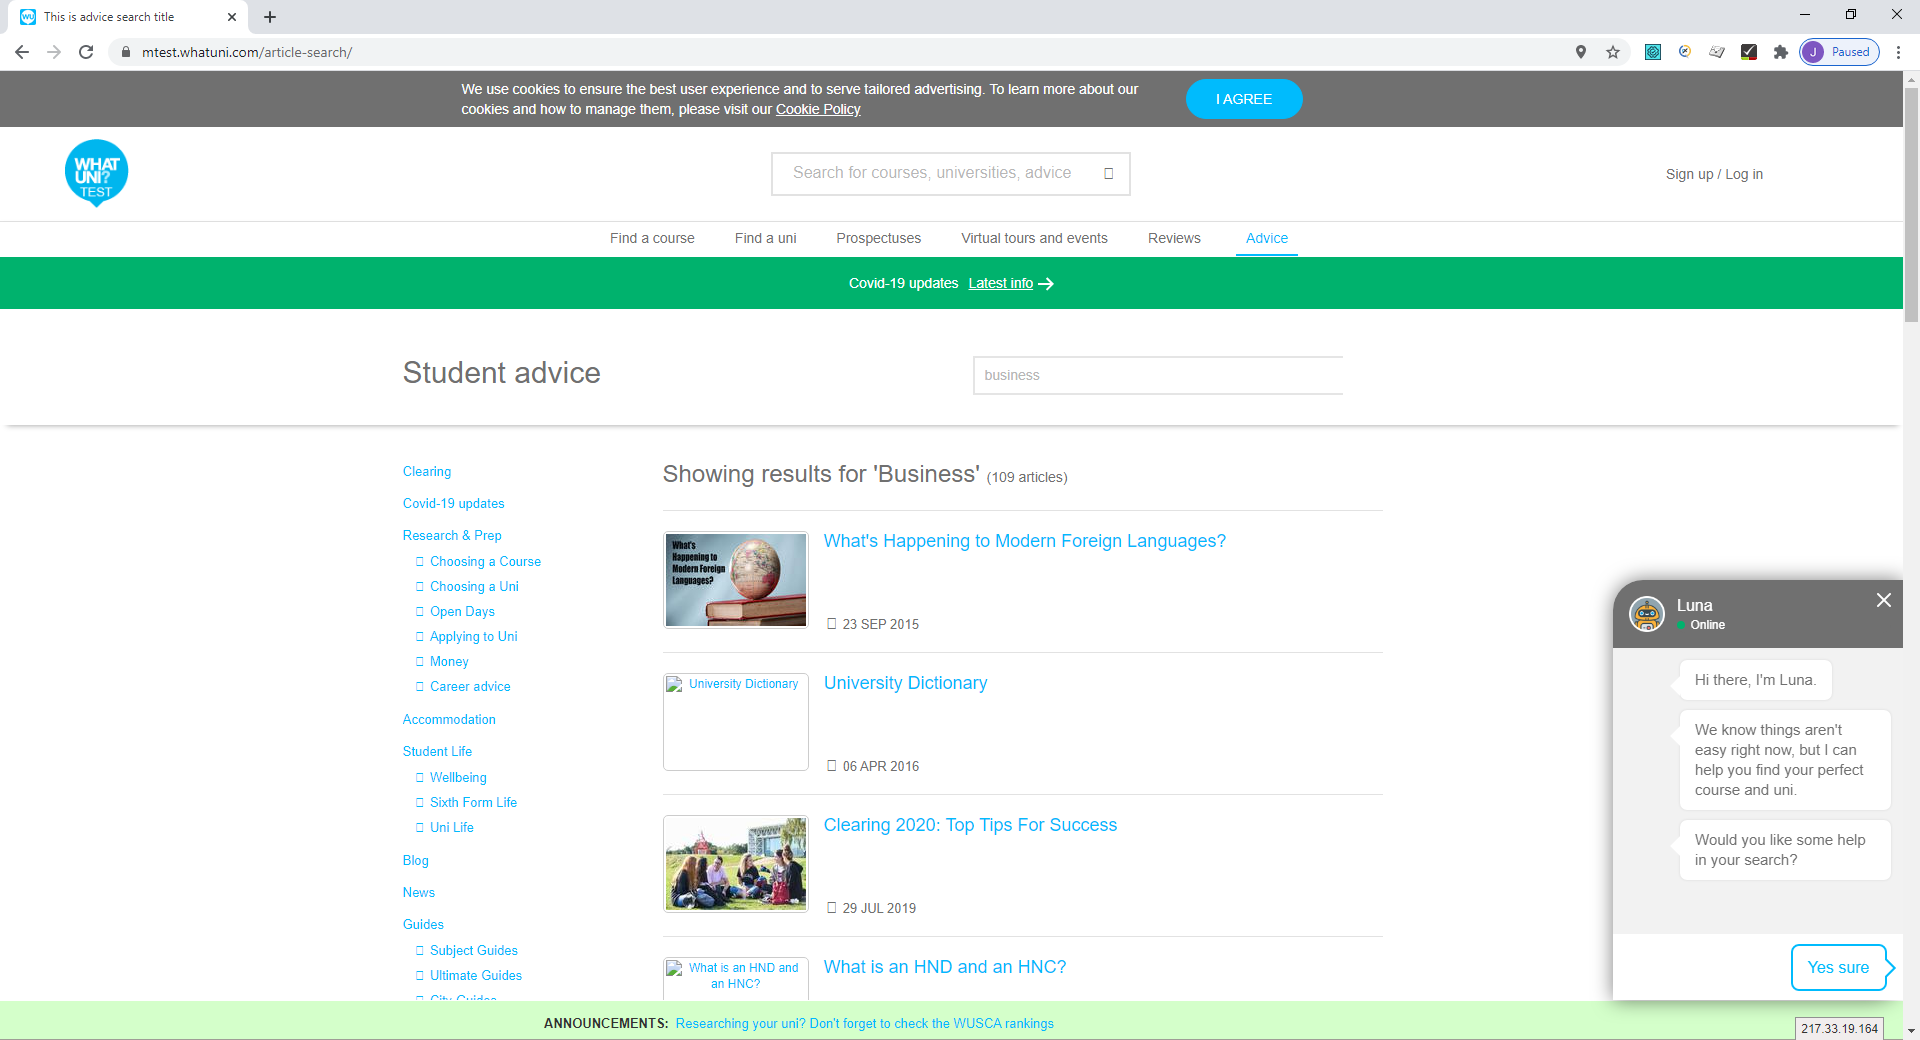 This is advice search title
mtest.whatuni.com/article-search/
J Paused
We use cookies to ensure the best user experience and to serve tailored advertising. To learn more about our
cookies and how to manage them, please visit our Cookie Policy
I AGREE
WHAT
UNI?
TEST
Search for courses, universities, advice
Sign up / Log in
Find a course
Find a uni
Prospectuses
Virtual tours and events
Reviews
Advice
Covid-19 updates Latest info
Student advice
business
Clearing
Covid-19 updates
Research & Prep
Choosing a Course
Choosing a Uni
Open Days
Applying to Uni
Money
Career advice
Accommodation
Student Life
Wellbeing
Sixth Form Life
Uni Life
Blog
News
Guides
Subject Guides
Ultimate Guides
City Guides
Showing results for 'Business' (109 articles)
What's
Happening to
Modern Foreign
Languages?
What's Happening to Modern Foreign Languages?
23 SEP 2015
University Dictionary
University Dictionary
06 APR 2016
Clearing 2020: Top Tips For Success
29 JUL 2019
What is an HND and
an HNC?
What is an HND and an HNC?
Luna
Online
Hi there, I'm Luna.
We know things aren't
easy right now, but I can
help you find your perfect
course and uni.
Would you like some help
in your search?
Yes sure
ANNOUNCEMENTS: Researching your uni? Don't forget to check the WUSCA rankings
217.33.19.164